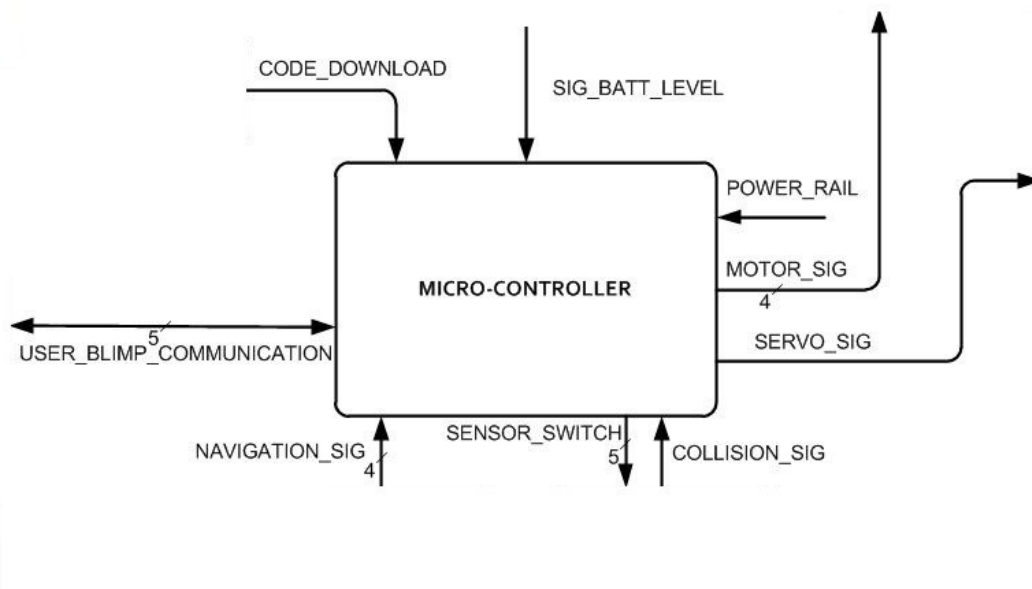 CODE_DOWNLOAD
SIG_BATT_LEVEL
POWER_RAIL
MICRO-CONTROLLER
MOTOR_SIG
4
5
USER_BLIMP_COMMUNICATION
SERVO_SIG
NAVIGATION_SIG
4
SENSOR_SWITCH
5
COLLISION_SIG